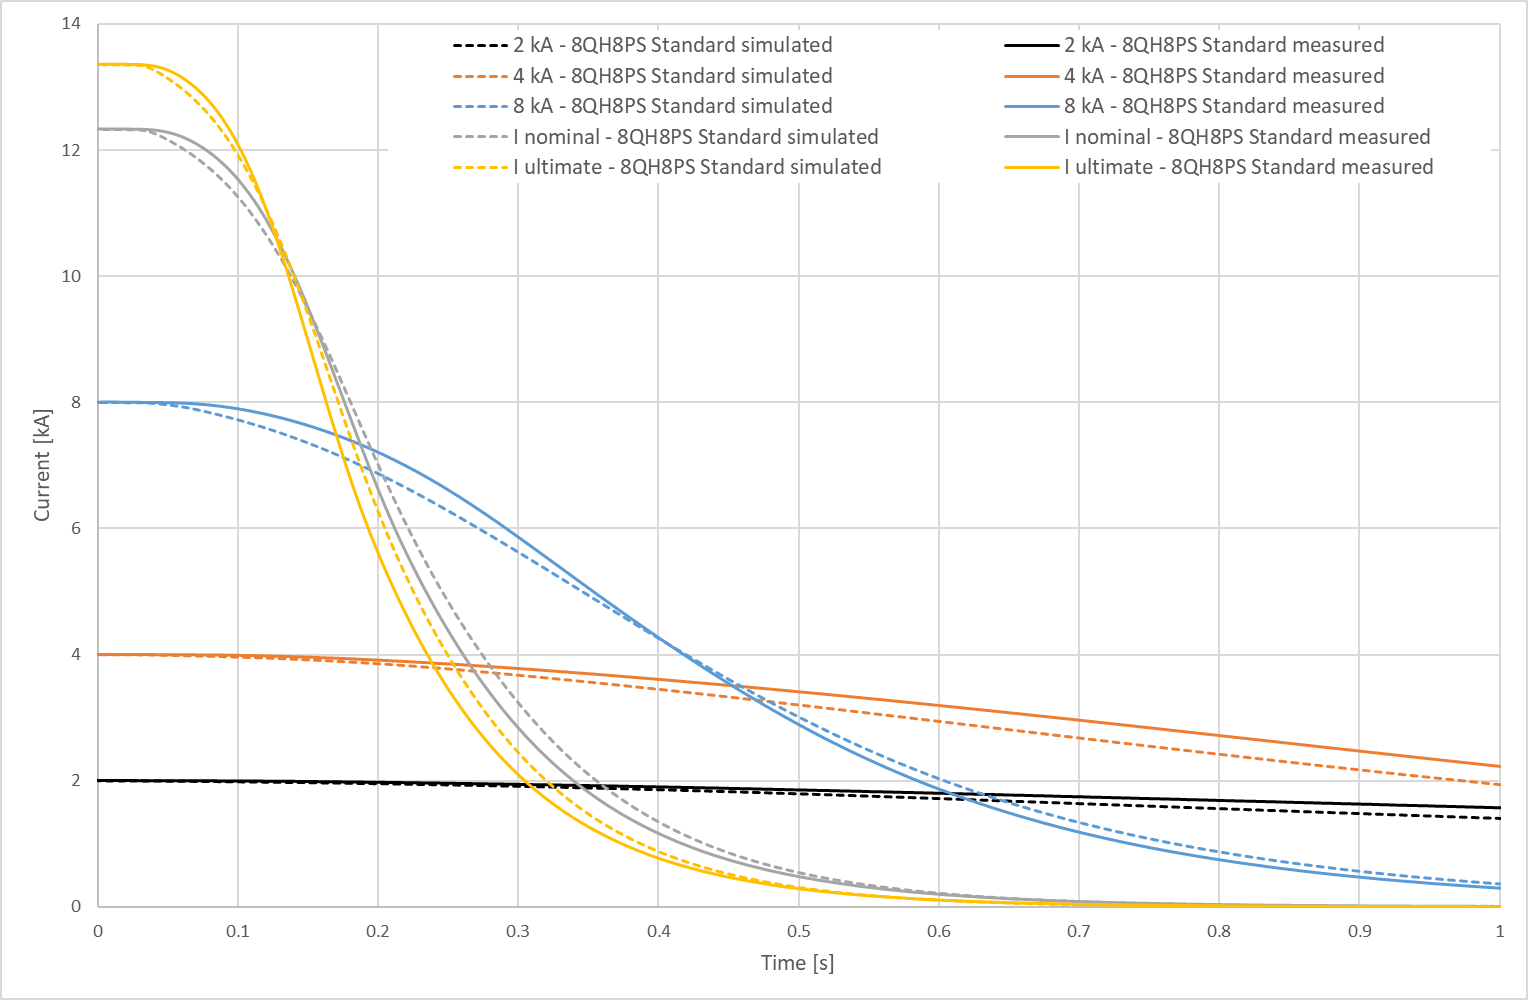 14
12
10
8
6
4
2
0
Current [kA]
2 kA - 8QH8PS Standard simulated
2 kA - 8QH8PS Standard measured
4 kA - 8QH8PS Standard simulated
4 kA - 8QH8PS Standard measured
8 kA - 8QH8PS Standard simulated
8 kA - 8QH8PS Standard measured
I nominal - 8QH8PS Standard simulated
I nominal - 8QH8PS Standard measured
I ultimate - 8QH8PS Standard simulated
I ultimate - 8QH8PS Standard measured
0 0.1 0.2 0.3 0.4 0.5 0.6 0.7 0.8 0.9 1
Time [s]